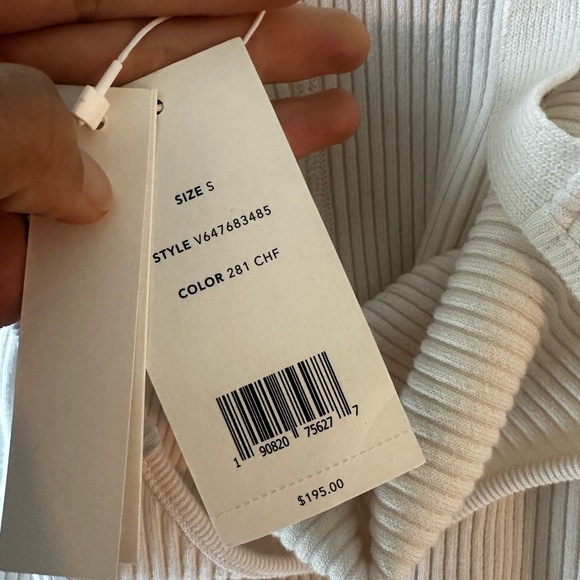 SIZE S
STYLE V647683485
COLOR 281 CHF
1 90820 75627 7
$195.00